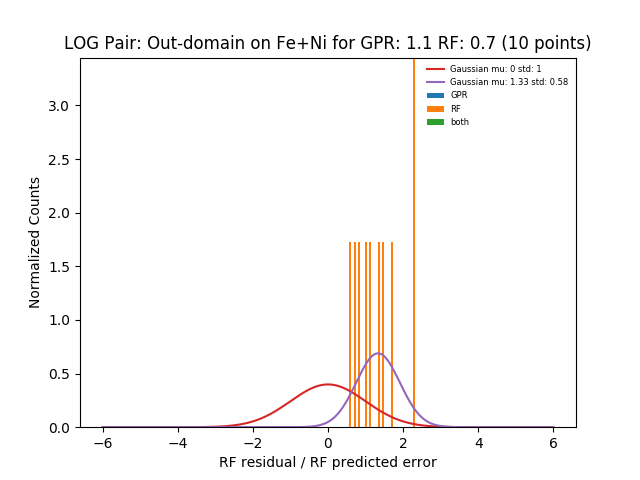 LOG Pair: Out-domain on Fe+Ni for GPR: 1.1 RF: 0.7 (10 points)
Gaussian mu: 0 std: 1
Gaussian mu: 1.33 std: 0.58
GPR
RF
both
Normalized Counts
3.0
2.5
2.0
1.5
1.0
0.5
0.0
−6
−4
−2
0
2
4
6
RF residual / RF predicted error